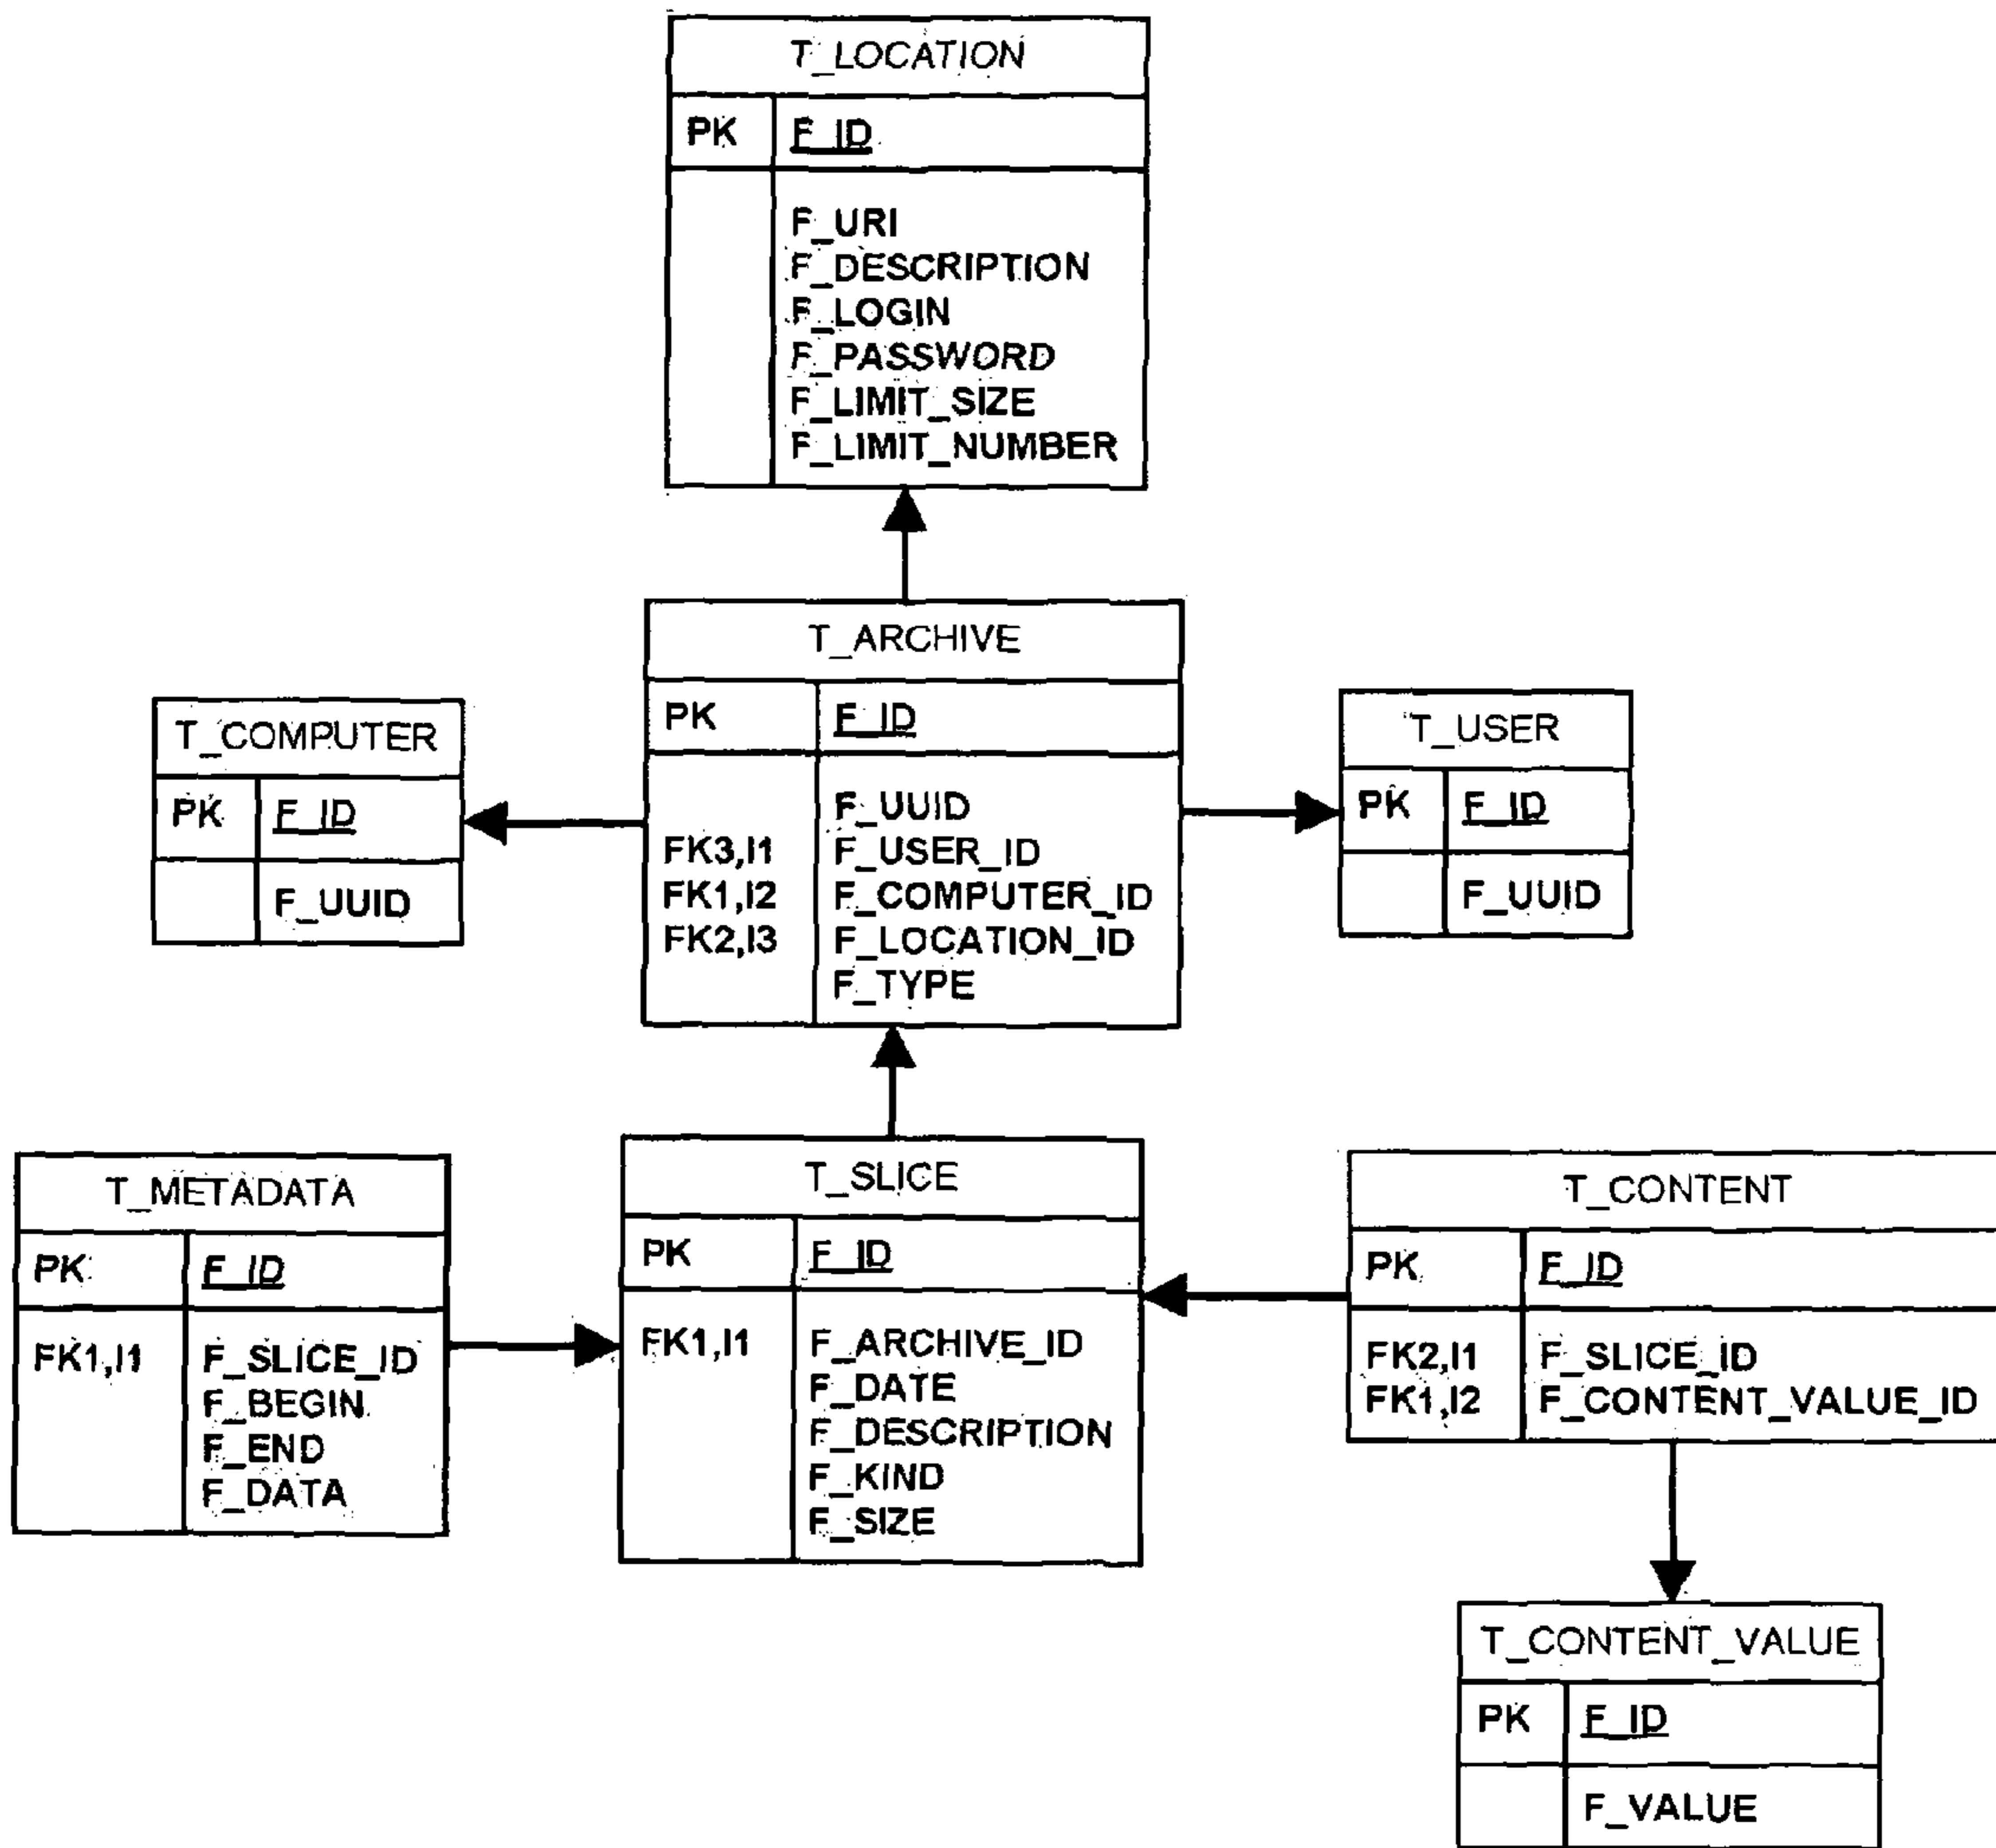 T_LOCATION
PK F_ID
F_URI
F_DESCRIPTION
F_LOGIN
F_PASSWORD
F_LIMIT_SIZE
F_LIMIT_NUMBER
T_ARCHIVE
PK F_ID
F_UUID
FK3,I1 F_USER_ID
FK1,I2 F_COMPUTER_ID
FK2,I3 F_LOCATION_ID
F_TYPE
T_COMPUTER
PK F_ID
F_UUID
T_USER
PK F_ID
F_UUID
T_METADATA
PK F_ID
FK1,I1 F_SLICE_ID
F_BEGIN
F_END
F_DATA
T_SLICE
PK F_ID
FK1,I1 F_ARCHIVE_ID
F_DATE
F_DESCRIPTION
F_KIND
F_SIZE
T_CONTENT
PK F_ID
FK2,I1 F_SLICE_ID
FK1,I2 F_CONTENT_VALUE_ID
T_CONTENT_VALUE
PK F_ID
F_VALUE